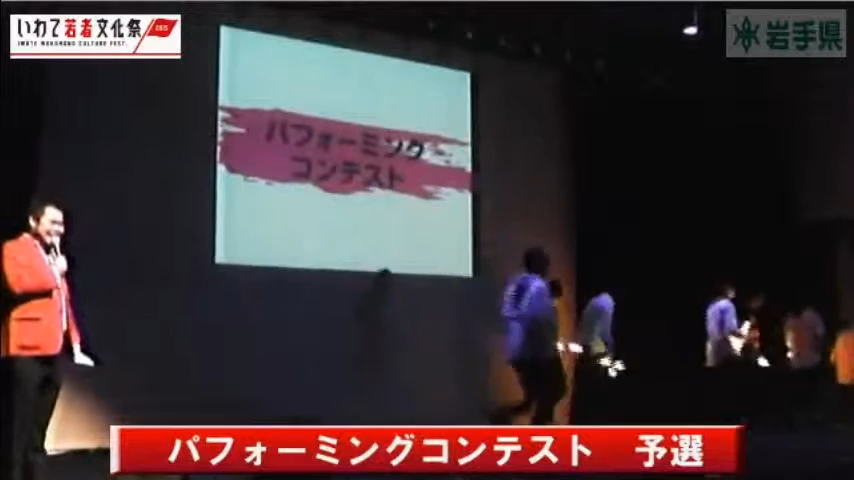 いわて若者文化祭 2015
IWATE WAKAMONO CULTURE FEST.
岩手県
パフォーミング
コンテスト
パフォーミングコンテスト 予選